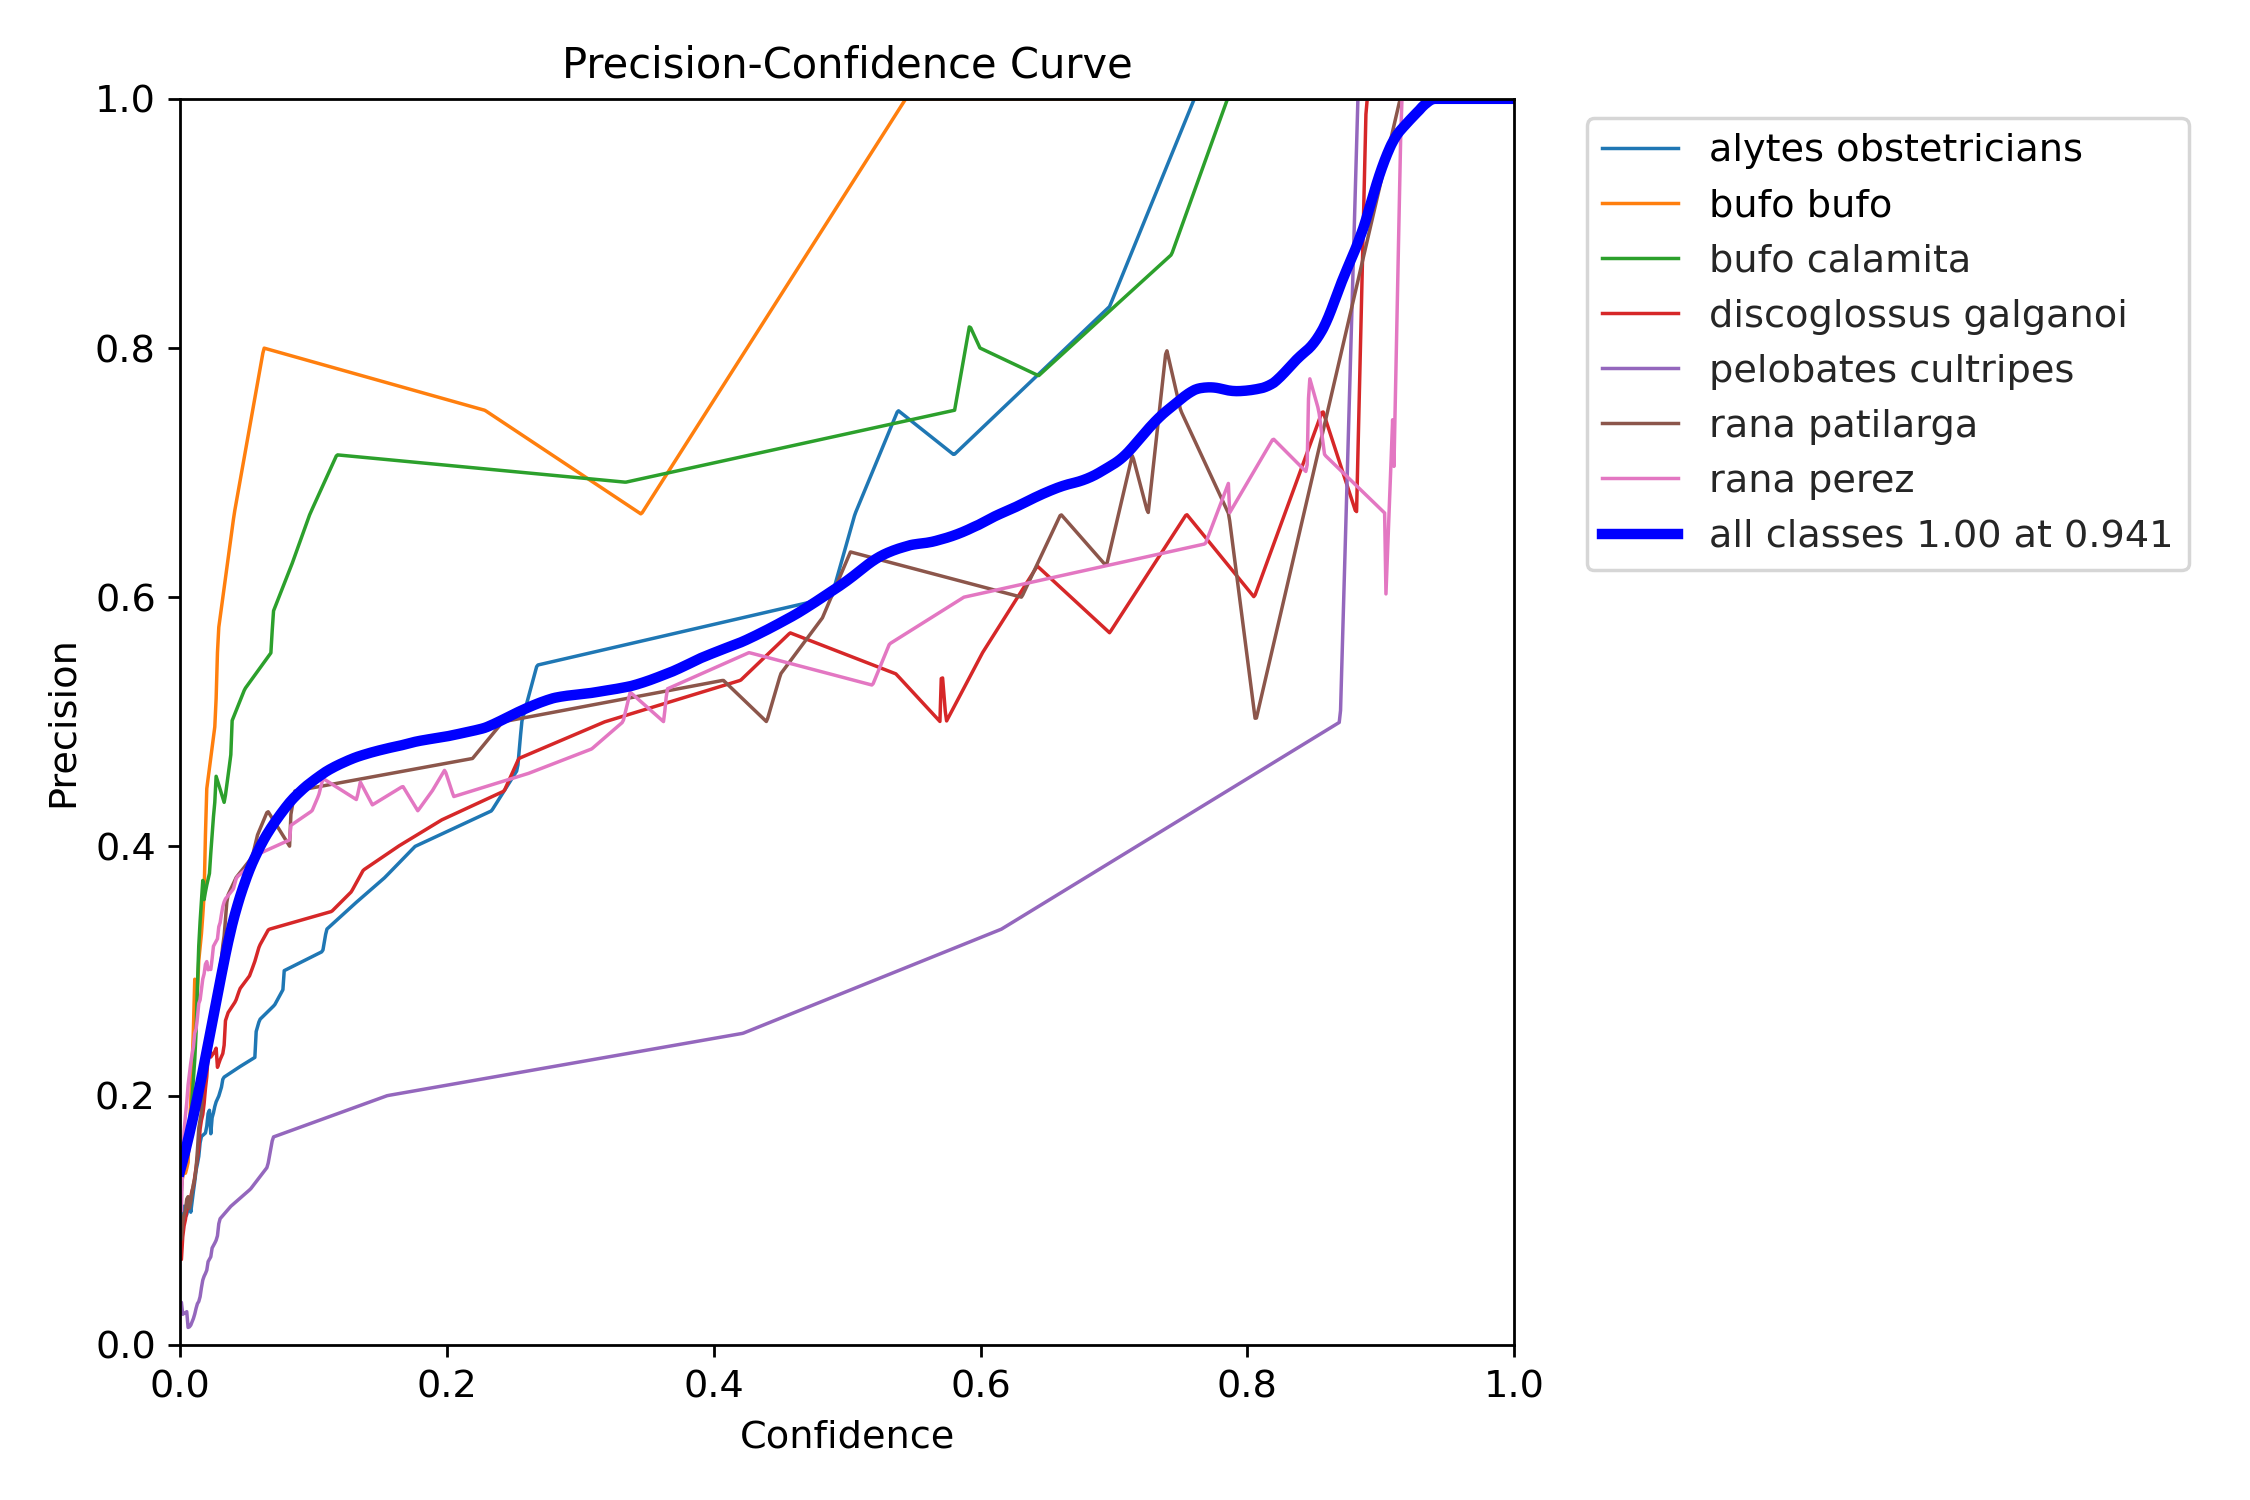 Precision-Confidence Curve
1.0
0.8
0.6
0.4
0.2
0.0
Precision
0.0 0.2 0.4 0.6 0.8 1.0
Confidence
alytes obstetricians
bufo bufo
bufo calamita
discoglossus galganoi
pelobates cultripes
rana patilarga
rana perez
all classes 1.00 at 0.941